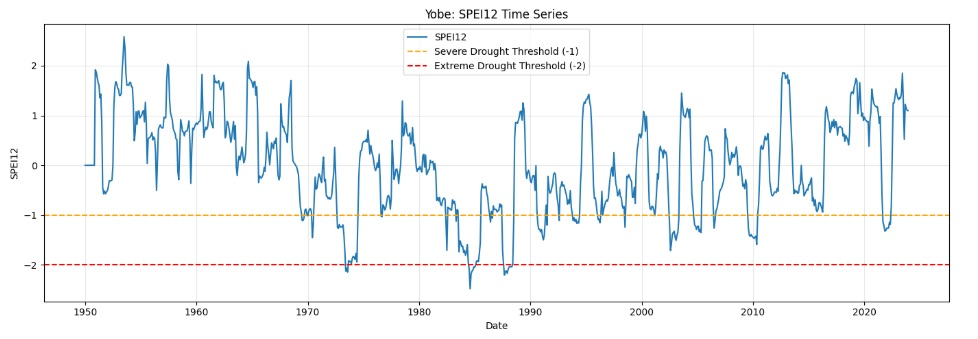 Yobe: SPEI12 Time Series
SPEI12
Severe Drought Threshold (-1)
Extreme Drought Threshold (-2)
2
1
0
−1
−2
SPEI12
1950 1960 1970 1980 1990 2000 2010 2020
Date